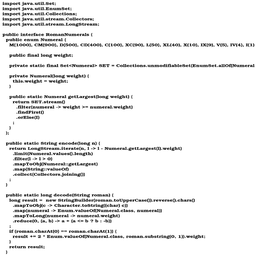 import java.util.Set;
import java.util.EnumSet;
import java.util.Collections;
import java.util.stream.Collectors;
import java.util.stream.LongStream;
public interface RomanNumerals {
public enum Numeral {
M(1000), CM(900), D(500), CD(400), C(100), XC(90), L(50), XL(40), X(10), IX(9), V(5), IV(4), I(1)
public final long weight;
private static final Set<Numeral> SET = Collections.unmodifiableSet(EnumSet.allOf(Numeral
private Numeral(long weight) {
this.weight = weight;
}
public static Numeral getLargest(long weight) {
return SET.stream()
.filter(numeral -> weight >= numeral.weight)
.findFirst()
.orElse(I)
;
}
};
public static String encode(long n) {
return LongStream.iterate(n, l -> l - Numeral.getLargest(l).weight)
.limit(Numeral.values().length)
.filter(l -> l > 0)
.mapToObj(Numeral::getLargest)
.map(String::valueOf)
.collect(Collectors.joining())
;
}
public static long decode(String roman) {
long result = new StringBuilder(roman.toUpperCase()).reverse().chars()
.mapToObj(c -> Character.toString((char) c))
.map(numeral -> Enum.valueOf(Numeral.class, numeral))
.mapToLong(numeral -> numeral.weight)
.reduce(0, (a, b) -> a + (a <= b ? b : -b))
;
if (roman.charAt(0) == roman.charAt(1)) {
result += 2 * Enum.valueOf(Numeral.class, roman.substring(0, 1)).weight;
}
return result;
}